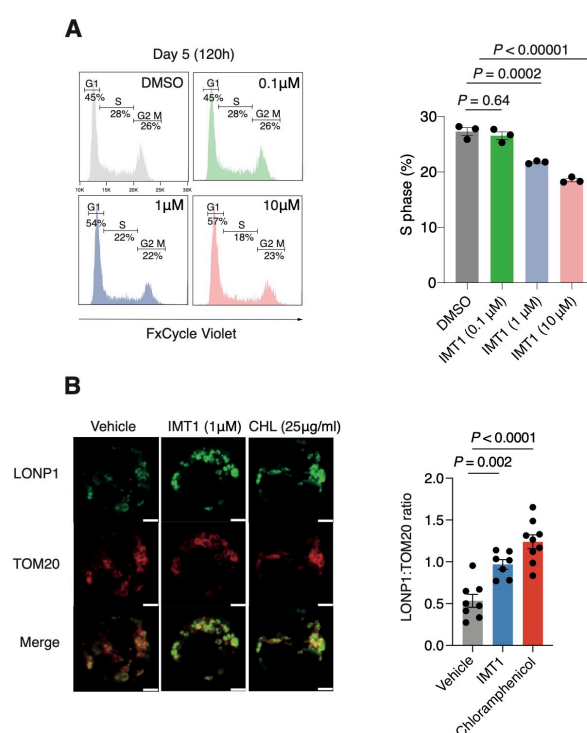 A
Day 5 (120h)
DMSO
G1
45%
S
28%
G2 M
26%
10K 15K 20K 25K 30K
0.1μM
G1
45%
S
28%
G2 M
26%
1μM
G1
54%
S
22%
G2 M
22%
10μM
G1
57%
S
18%
G2 M
23%
FxCycle Violet
P < 0.00001
P = 0.0002
P = 0.64
S phase (%)
30
20
10
0
DMSO
IMT1 (0.1 μM)
IMT1 (1 μM)
IMT1 (10 μM)
B
Vehicle IMT1 (1μM) CHL (25μg/ml)
LONP1
TOM20
Merge
P < 0.0001
P = 0.002
LONP1:TOM20 ratio
2.0
1.5
1.0
0.5
0.0
Vehicle
IMT1
Chloramphenicol